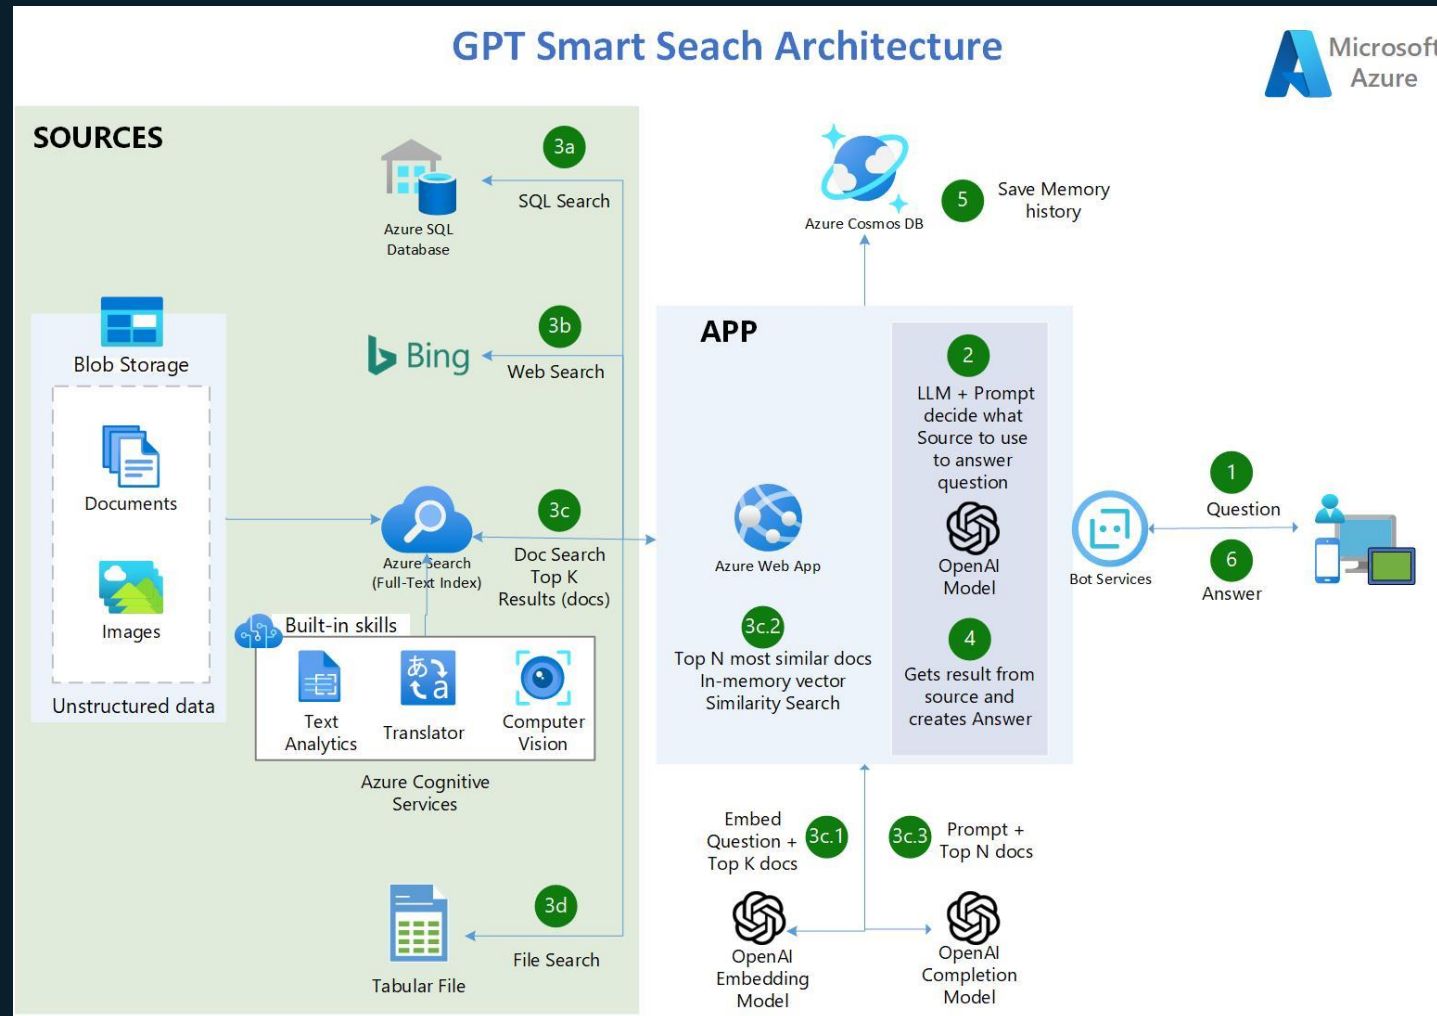 GPT Smart Seach Architecture
Microsoft
Azure
SOURCES
3a
SQL Search
Azure SQL
Database
5
Save Memory
history
Azure Cosmos DB
Blob Storage
Documents
Images
Unstructured data
3b
Bing
Web Search
3c
Azure Search
(Full-Text Index)
Doc Search
Top K
Results (docs)
Built-in skills
Text
Analytics
Translator
あ
a
Computer
Vision
Azure Cognitive
Services
3d
File Search
Tabular File
APP
2
LLM + Prompt
decide what
Source to use
to answer
question
OpenAI
Model
Azure Web App
3c.2
Top N most similar docs
In-memory vector
Similarity Search
4
Gets result from
source and
creates Answer
Bot Services
1
Question
6
Answer
Embed
Question +
Top K docs
3c.1
3c.3
Prompt +
Top N docs
OpenAI
Embedding
Model
OpenAI
Completion
Model